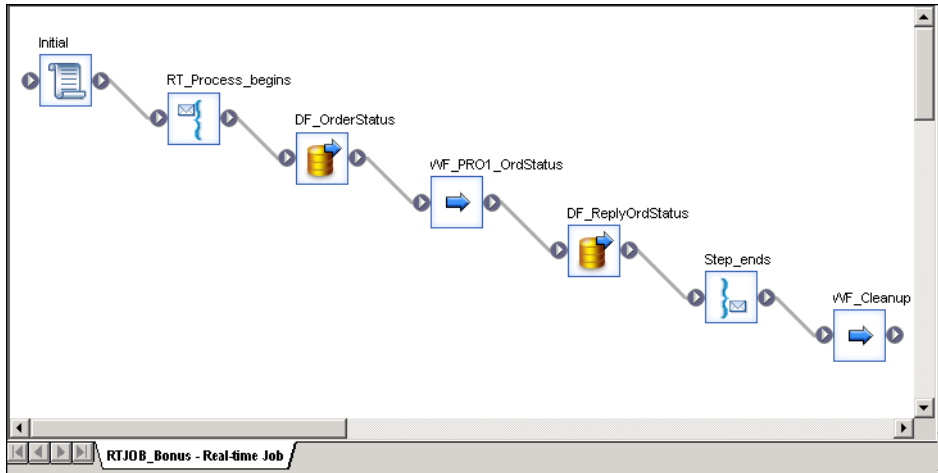 Initial
RT_Process_begins
DF_OrderStatus
WF_PRO1_OrdStatus
DF_ReplyOrdStatus
Step_ends
WF_Cleanup
RTJOB_Bonus - Real-time Job